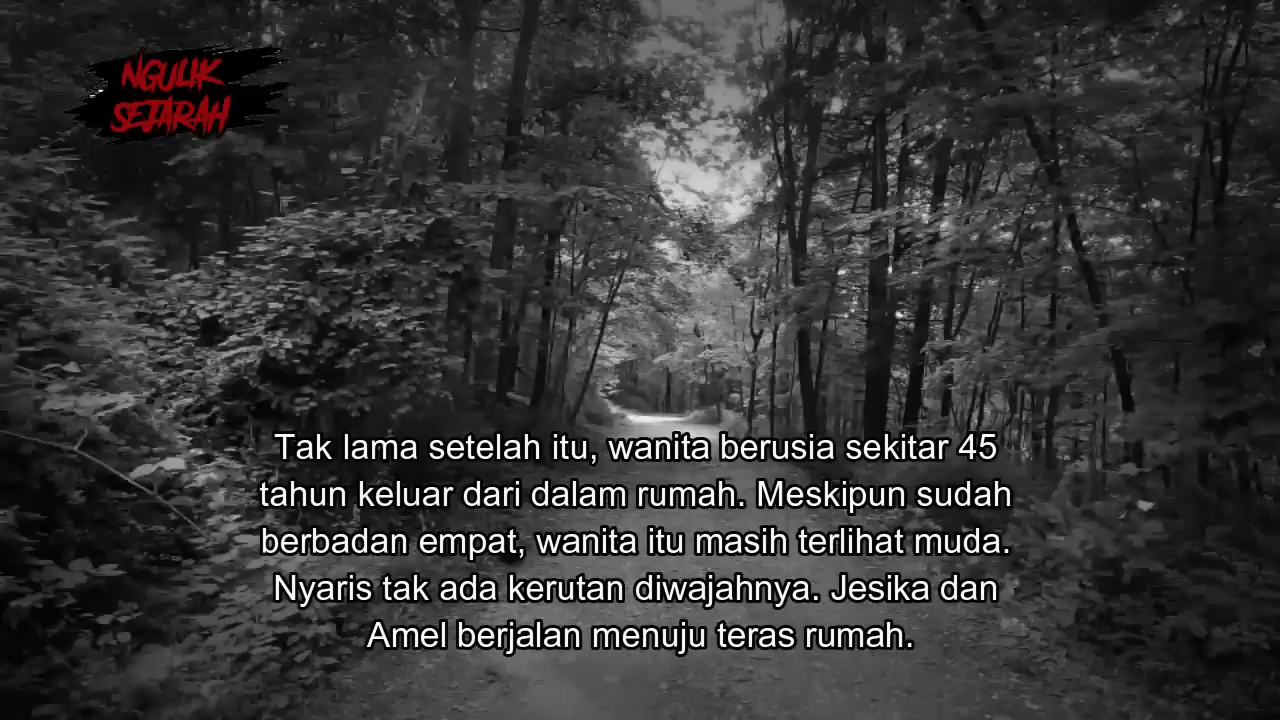 NGULIK
SEJARAH
Tak lama setelah itu, wanita berusia sekitar 45
tahun keluar dari dalam rumah. Meskipun sudah
berbadan empat, wanita itu masih terlihat muda.
Nyaris tak ada kerutan diwajahnya. Jesika dan
Amel berjalan menuju teras rumah.